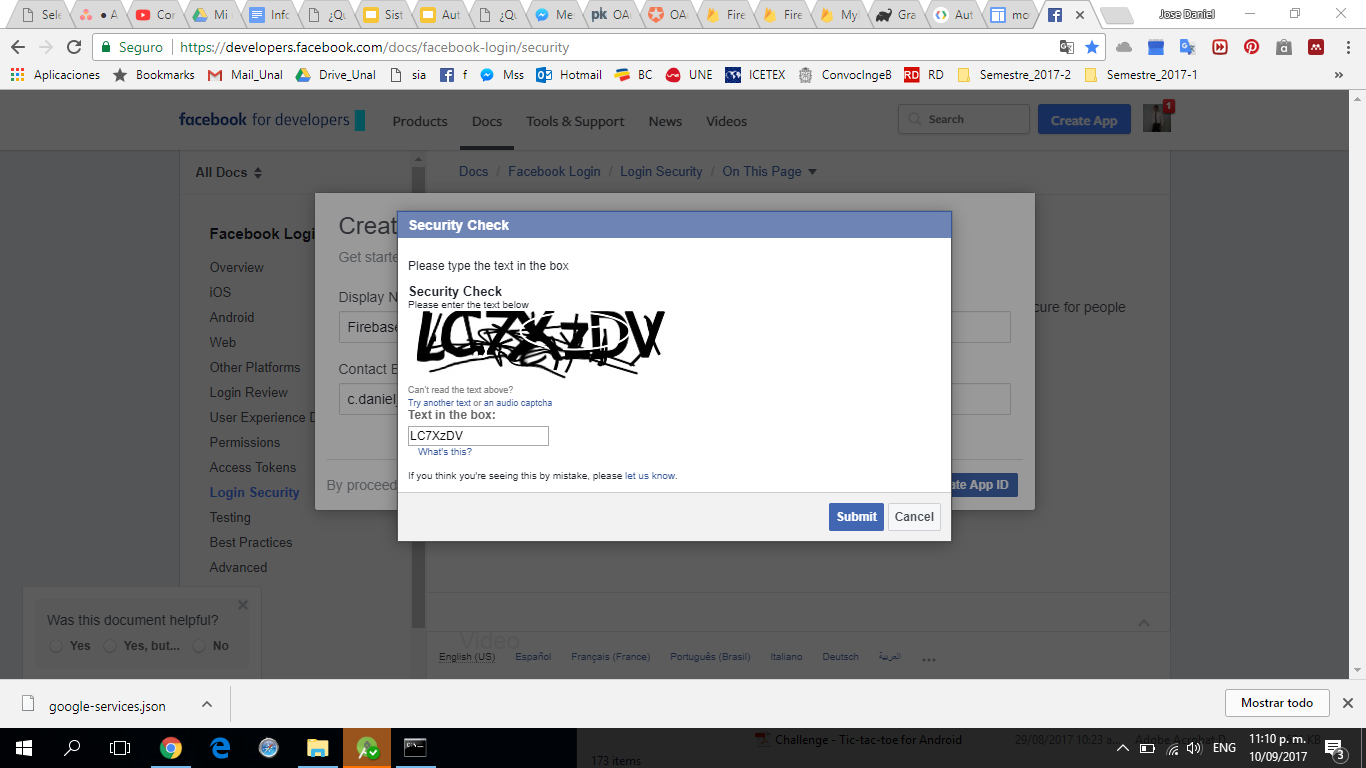 Sele
A
Cor
Mi
Info
¿Qu
Sist
Aut
¿Qu
Me
pk OA
OA
Fire
Fire
My
Gra
Aut
mo
Jose Daniel
Seguro
https://developers.facebook.com/docs/facebook-login/security
Aplicaciones
Bookmarks
Mail_Unal
Drive_Unal
sia
f
Mss
Hotmail
BC
UNE
ICETEX
ConvocIngeB
RD RD
Semestre_2017-2
Semestre_2017-1
»
facebook for developers
Products
Docs
Tools & Support
News
Videos
Search
Create App
1
All Docs
Docs / Facebook Login / Login Security / On This Page
Facebook Logi
Overview
iOS
Android
Web
Other Platforms
Login Review
User Experience D
Permissions
Access Tokens
Login Security
Testing
Best Practices
Advanced
Creat
Get starte
Display N
Firebase
Contact E
c.daniel
By proceed
ate App ID
cure for people
Security Check
Please type the text in the box
Security Check
Please enter the text below
LC7XzDV
Can't read the text above?
Try another text or an audio captcha
Text in the box:
LC7XzDV
What's this?
If you think you're seeing this by mistake, please let us know.
Submit
Cancel
Was this document helpful?
Yes
Yes, but...
No
Video
English (US)
Español
Français (France)
Português (Brasil)
Italiano
Deutsch
العربية
...
google-services.json
Mostrar todo
Challenge - Tic-tac-toe for Android
29/08/2017 10:23 a...
Adobe Acrobat D
KB
173 items
ENG
11:10 p. m.
10/09/2017
3